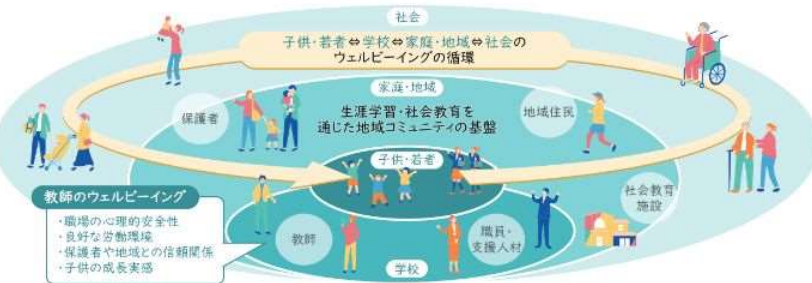 社会
子供・若者⇔学校⇔家庭・地域⇔社会の
ウェルビーイングの循環
家庭・地域
保護者
生涯学習・社会教育を
通じた地域コミュニティの基盤
地域住民
子供・若者
教師のウェルビーイング
・職場の心理的安全性
・良好な労働環境
・保護者や地域との信頼関係
・子供の成長実感
教師
職員・
支援人材
社会教育
施設
学校